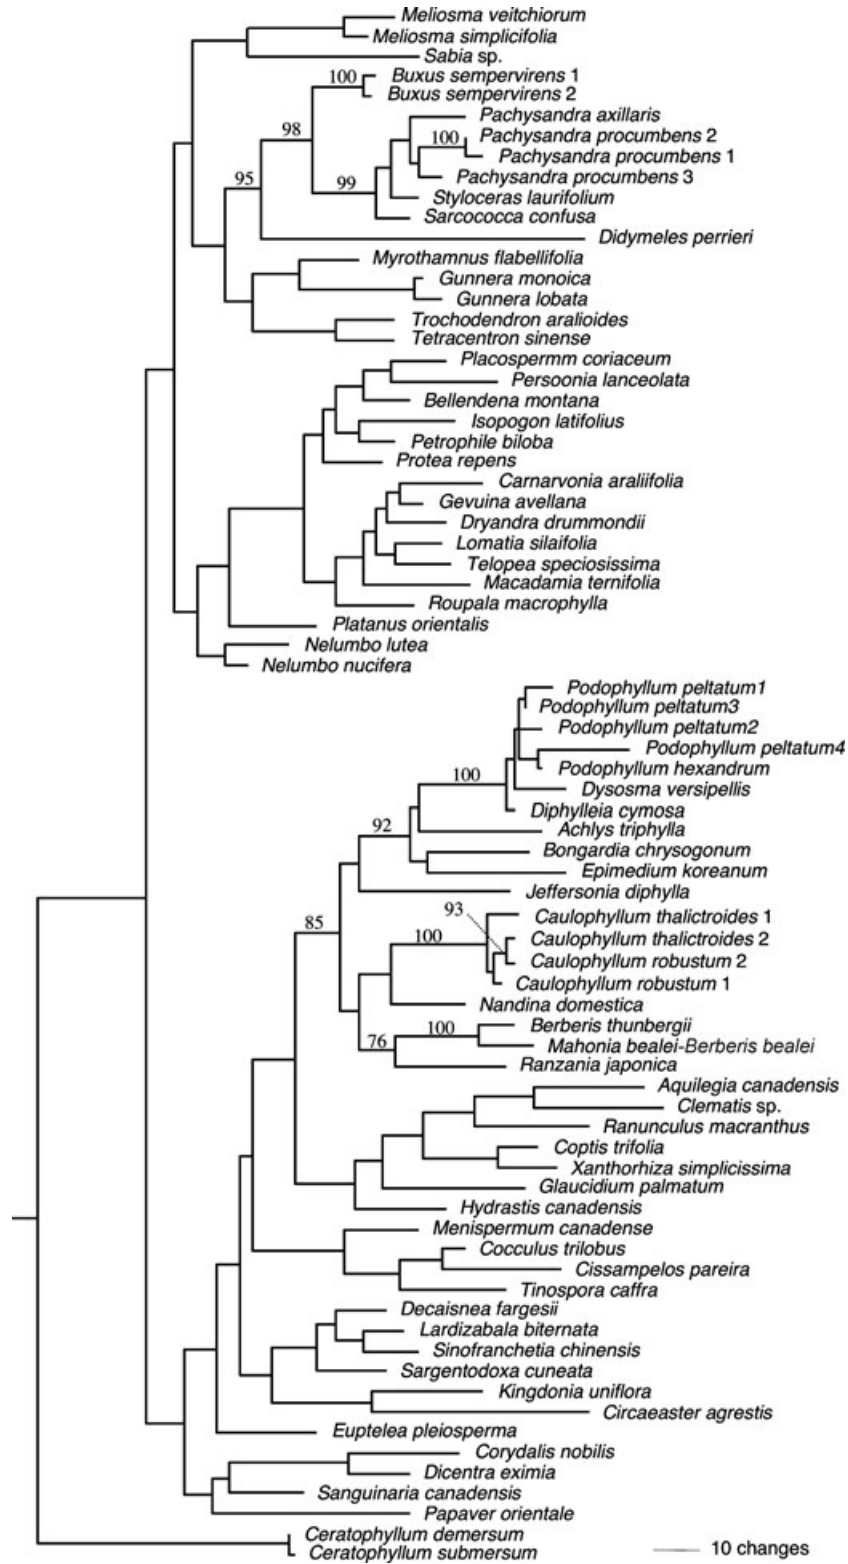 Meliosma veitchiorum
Meliosma simplicifolia
Sabia sp.
100 Buxus sempervirens 1
Buxus sempervirens 2
Pachysandra axillaris
98 100 Pachysandra procumbens 2
Pachysandra procumbens 1
95 99 Pachysandra procumbens 3
Styloceras laurifolium
Sarcococca confusa
Didymeles perrieri
Myrothamnus flabellifolia
Gunnera monoica
Gunnera lobata
Trochodendron aralioides
Tetracentron sinense
Placospermm coriaceum
Persoonia lanceolata
Bellendena montana
Isopogon latifolius
Petrophile biloba
Protea repens
Carnarvonia araliifolia
Gevuina avellana
Dryandra drummondii
Lomatia silaifolia
Telopea speciosissima
Macadamia ternifolia
Roupala macrophylla
Platanus orientalis
Nelumbo lutea
Nelumbo nucifera
Podophyllum peltatum1
Podophyllum peltatum3
Podophyllum peltatum2
Podophyllum peltatum4
100 Podophyllum hexandrum
Dysosma versipellis
Diphylleia cymosa
92 Achlys triphylla
Bongardia chrysogonum
Epimedium koreanum
Jeffersonia diphylla
93 Caulophyllum thalictroides 1
85 100 Caulophyllum thalictroides 2
Caulophyllum robustum 2
Caulophyllum robustum 1
Nandina domestica
100 Berberis thunbergii
76 Mahonia bealei-Berberis bealei
Ranzania japonica
Aquilegia canadensis
Clematis sp.
Ranunculus macranthus
Coptis trifolia
Xanthorhiza simplicissima
Glaucidium palmatum
Hydrastis canadensis
Menispermum canadense
Cocculus trilobus
Cissampelos pareira
Tinospora caffra
Decaisnea fargesii
Lardizabala biternata
Sinofranchetia chinensis
Sargentodoxa cuneata
Kingdonia uniflora
Circaeaster agrestis
Euptelea pleiosperma
Corydalis nobilis
Dicentra eximia
Sanguinaria canadensis
Papaver orientale
Ceratophyllum demersum
Ceratophyllum submersum
10 changes